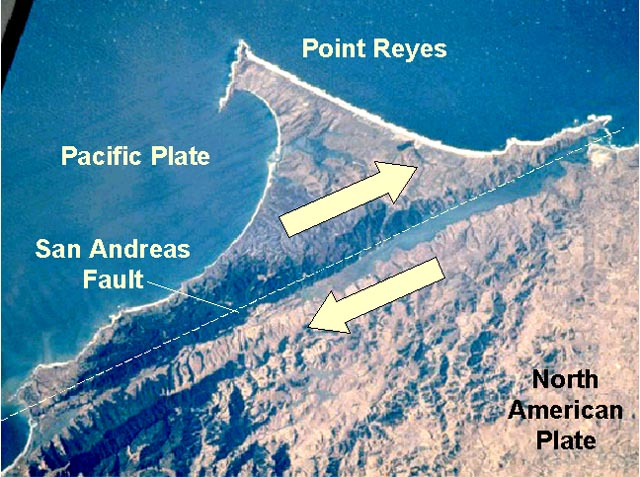 Point Reyes
Pacific Plate
San Andreas
Fault
North
American
Plate